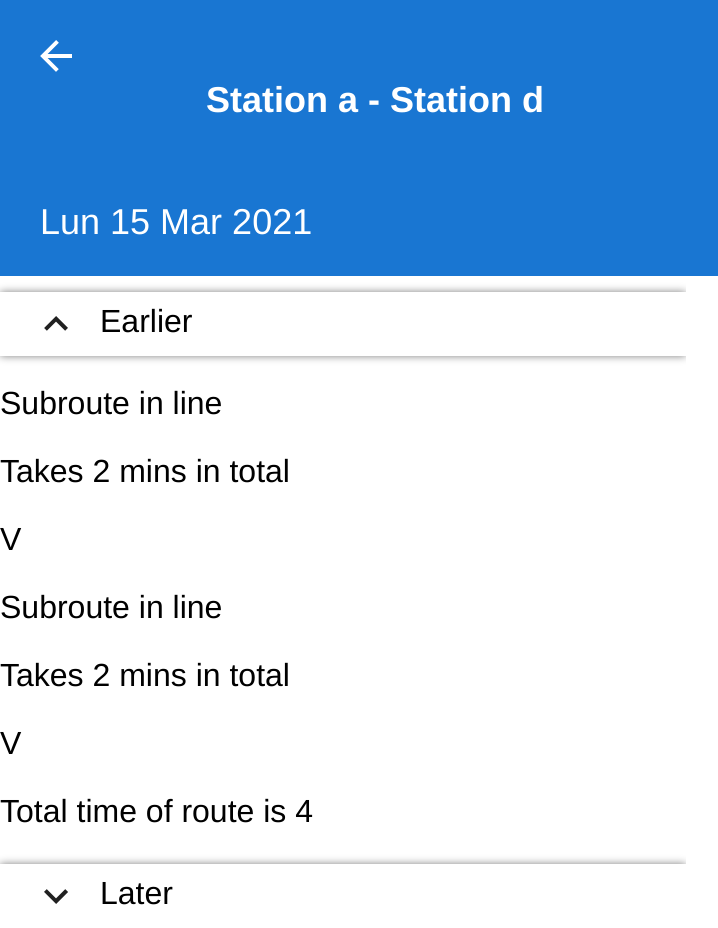 Station a - Station d
Lun 15 Mar 2021
Earlier
Subroute in line
Takes 2 mins in total
V
Subroute in line
Takes 2 mins in total
V
Total time of route is 4
Later